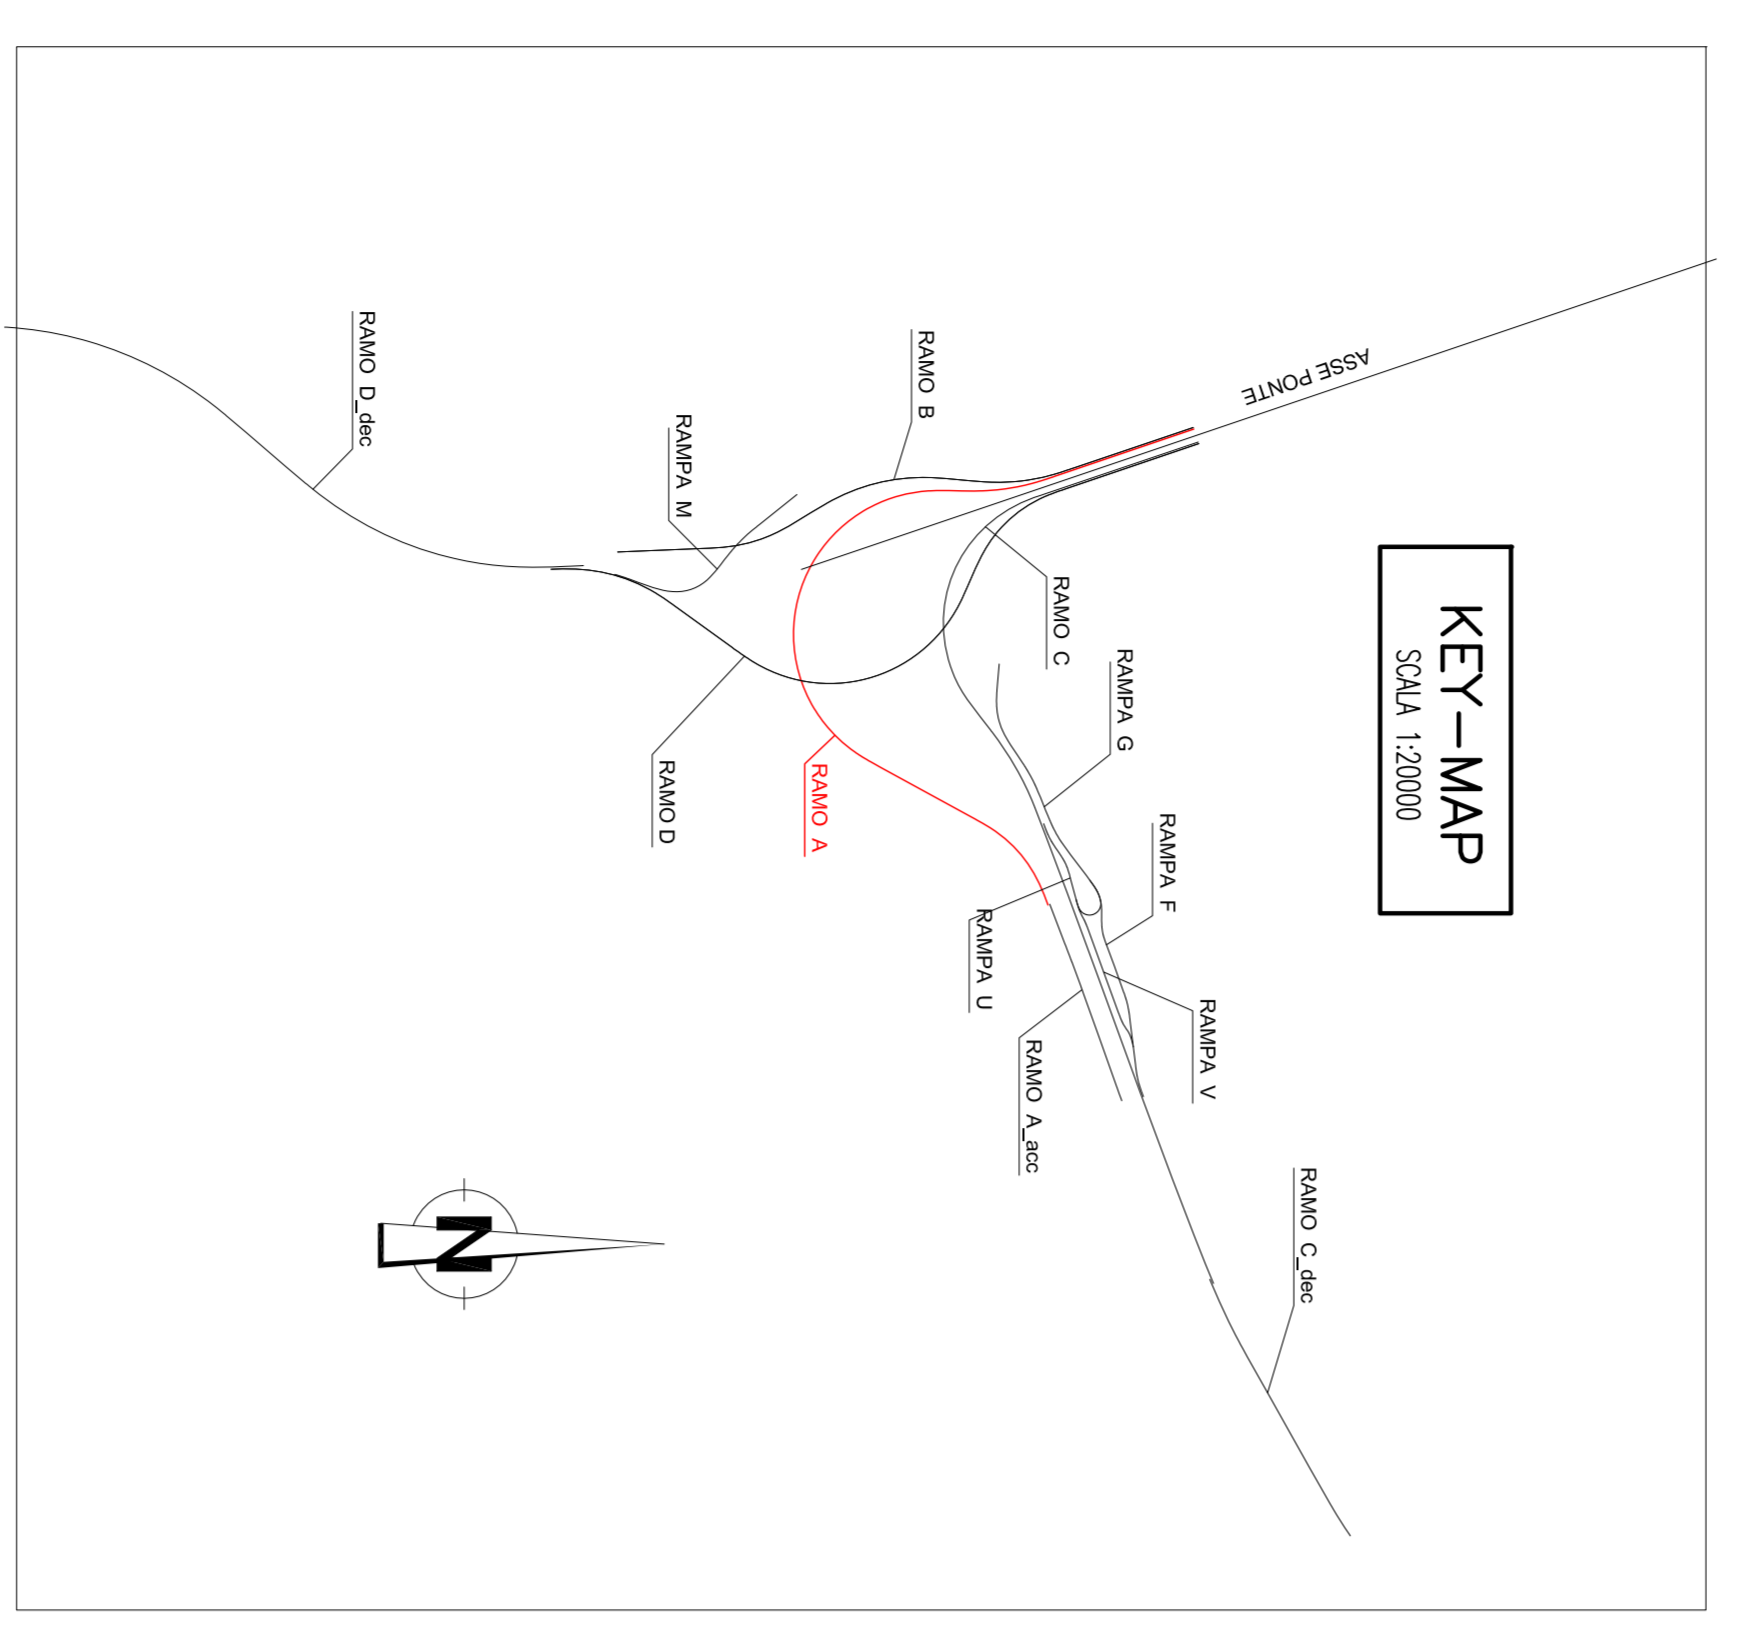 KEY-MAP
SCALA 1:20000
ASSE PONTE
RAMO D_dec
RAMPA M
RAMO B
RAMO C
RAMPA G
RAMO D
RAMO A
RAMPA F
RAMPA U
RAMPA V
RAMO A_acc
RAMO C_dec
N